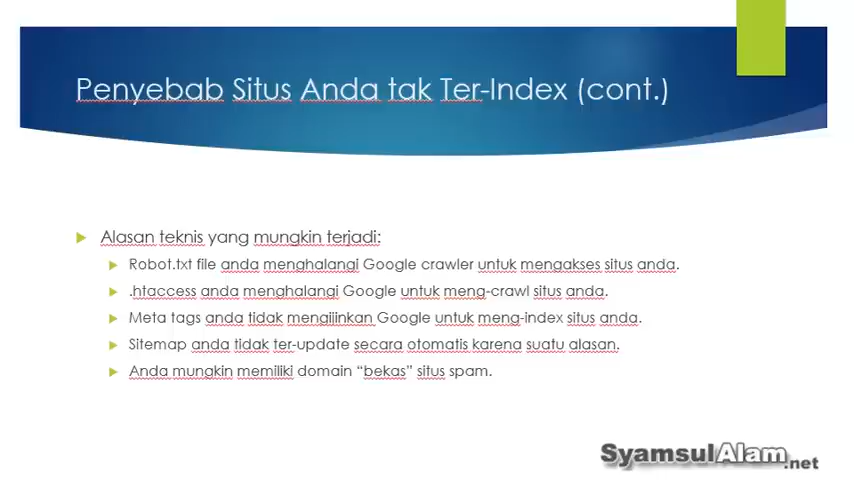 Penyebab Situs Anda tak Ter-Index (cont.)
Alasan teknis yang mungkin terjadi:
Robot.txt file anda menghalangi Google crawler untuk mengakses situs anda.
.htaccess anda menghalangi Google untuk meng-crawl situs anda.
Meta tags anda tidak mengijinkan Google untuk meng-index situs anda.
Sitemap anda tidak ter-update secara otomatis karena suatu alasan.
Anda mungkin memiliki domain “bekas” situs spam.
SyamsulAlam.net